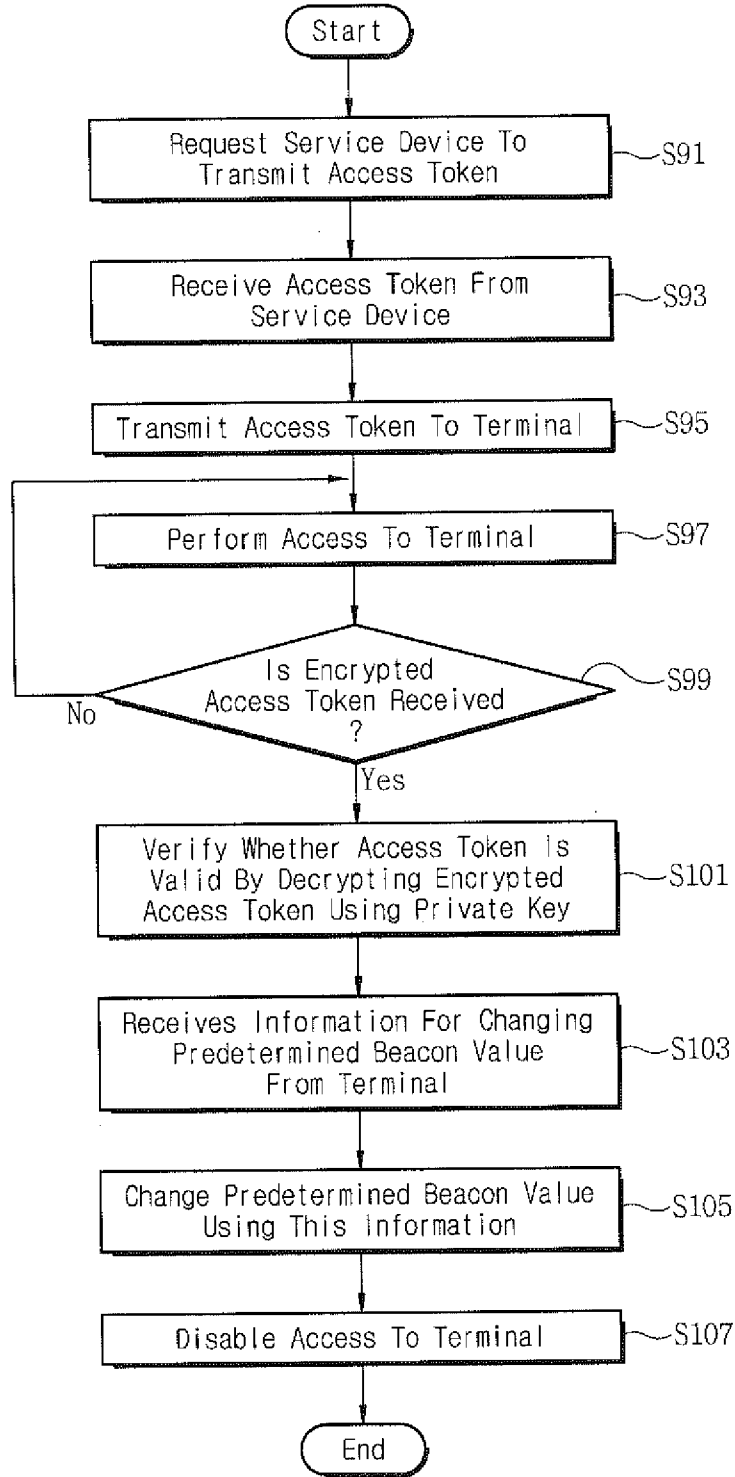 Start
Request Service Device To
Transmit Access Token
S91
Receive Access Token From
Service Device
S93
Transmit Access Token To Terminal
S95
Perform Access To Terminal
S97
Is Encrypted
Access Token Received
?
S99
No
Yes
Verify Whether Access Token is
Valid By Decrypting Encrypted
Access Token Using Private Key
S101
Receives Information For Changing
Predetermined Beacon Value
From Terminal
S103
Change Predetermined Beacon Value
Using This Information
S105
Disable Access To Terminal
S107
End